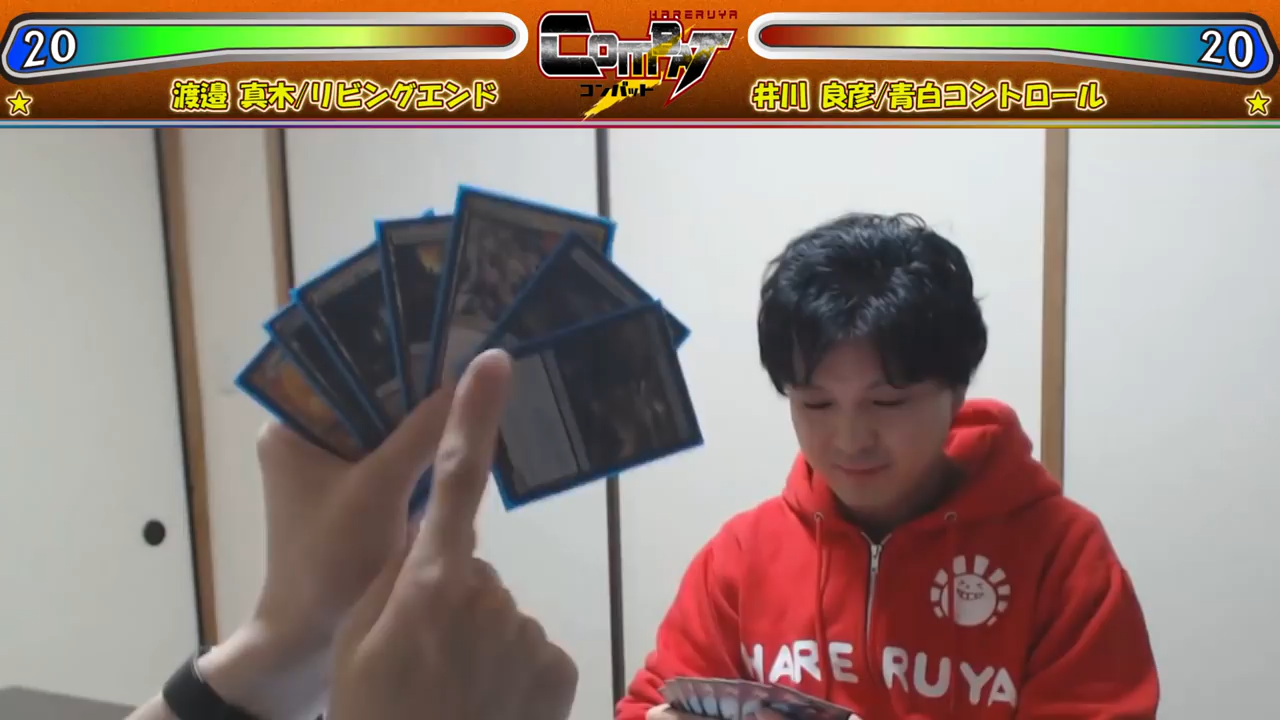 HARERUYA
COMBAT
コンバット
20
20
渡邉 真木/リビングエンド
井川 良彦/青白コントロール
HARE RUYA